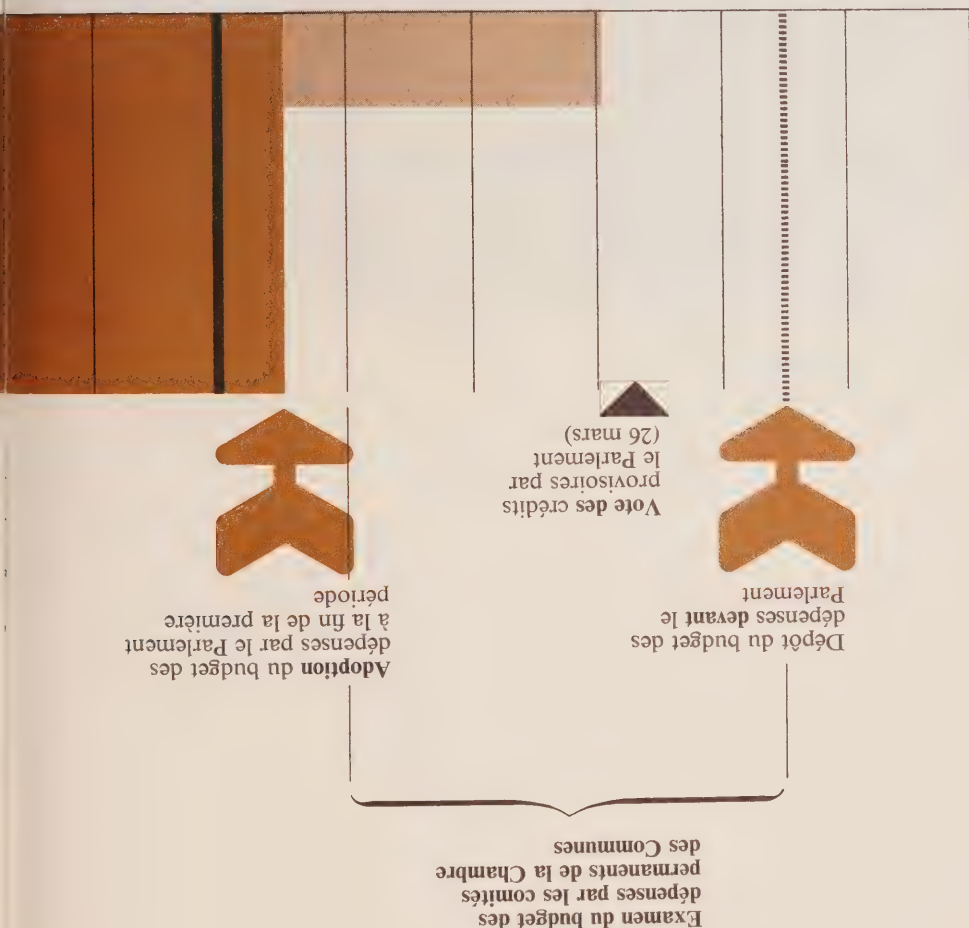 Examen du budget des
dépenses par les comités
permanents de la Chambre
des Communes
Dépôt du budget des
dépenses devant le
Parlement
Adoption du budget des
dépenses par le Parlement
à la fin de la première
période
Vote des crédits
provisoires par
le Parlement
(26 mars)